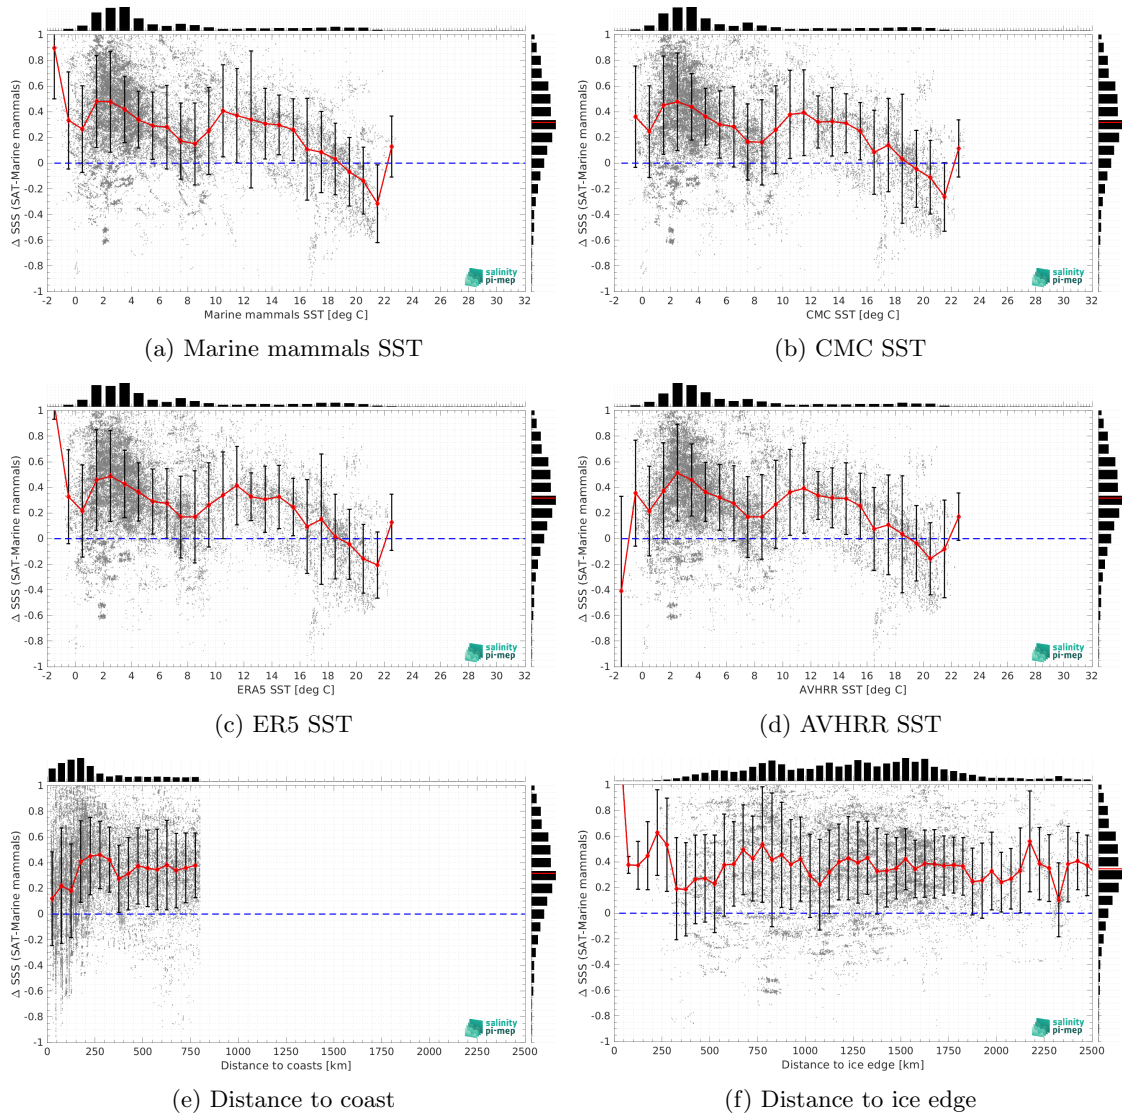 Δ SSS (SAT-Marine mammals)
1
0.8
0.6
0.4
0.2
0
-0.2
-0.4
-0.6
-0.8
-1
-2 0 2 4 6 8 10 12 14 16 18 20 22 24 26 28 30 32
Marine mammals SST [deg C]
salinity
pi-mep
(a) Marine mammals SST
Δ SSS (SAT-Marine mammals)
1
0.8
0.6
0.4
0.2
0
-0.2
-0.4
-0.6
-0.8
-1
-2 0 2 4 6 8 10 12 14 16 18 20 22 24 26 28 30 32
CMC SST [deg C]
salinity
pi-mep
(b) CMC SST
Δ SSS (SAT-Marine mammals)
1
0.8
0.6
0.4
0.2
0
-0.2
-0.4
-0.6
-0.8
-1
-2 0 2 4 6 8 10 12 14 16 18 20 22 24 26 28 30 32
ERA5 SST [deg C]
salinity
pi-mep
(c) ER5 SST
Δ SSS (SAT-Marine mammals)
1
0.8
0.6
0.4
0.2
0
-0.2
-0.4
-0.6
-0.8
-1
-2 0 2 4 6 8 10 12 14 16 18 20 22 24 26 28 30 32
AVHRR SST [deg C]
salinity
pi-mep
(d) AVHRR SST
Δ SSS (SAT-Marine mammals)
1
0.8
0.6
0.4
0.2
0
-0.2
-0.4
-0.6
-0.8
-1
0 250 500 750 1000 1250 1500 1750 2000 2250 2500
Distance to coasts [km]
salinity
pi-mep
(e) Distance to coast
Δ SSS (SAT-Marine mammals)
1
0.8
0.6
0.4
0.2
0
-0.2
-0.4
-0.6
-0.8
-1
0 250 500 750 1000 1250 1500 1750 2000 2250 2500
Distance to ice edge [km]
salinity
pi-mep
(f) Distance to ice edge